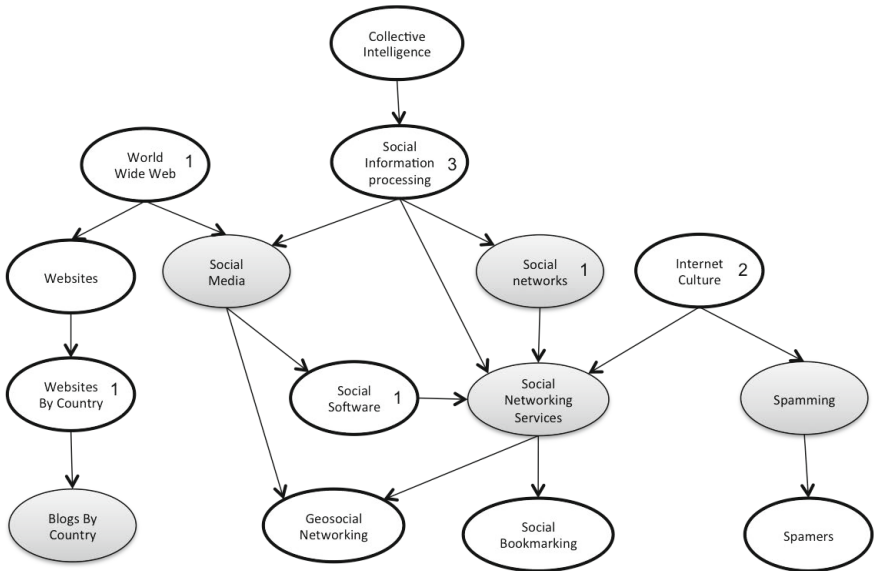 Collective
Intelligence
Social
Information
processing
3
World
Wide Web
1
Websites
Social
Media
Social
networks
1
Internet
Culture
2
Websites
By Country
1
Social
Software
1
Social
Networking
Services
Spamming
Blogs By
Country
Geosocial
Networking
Social
Bookmarking
Spamers